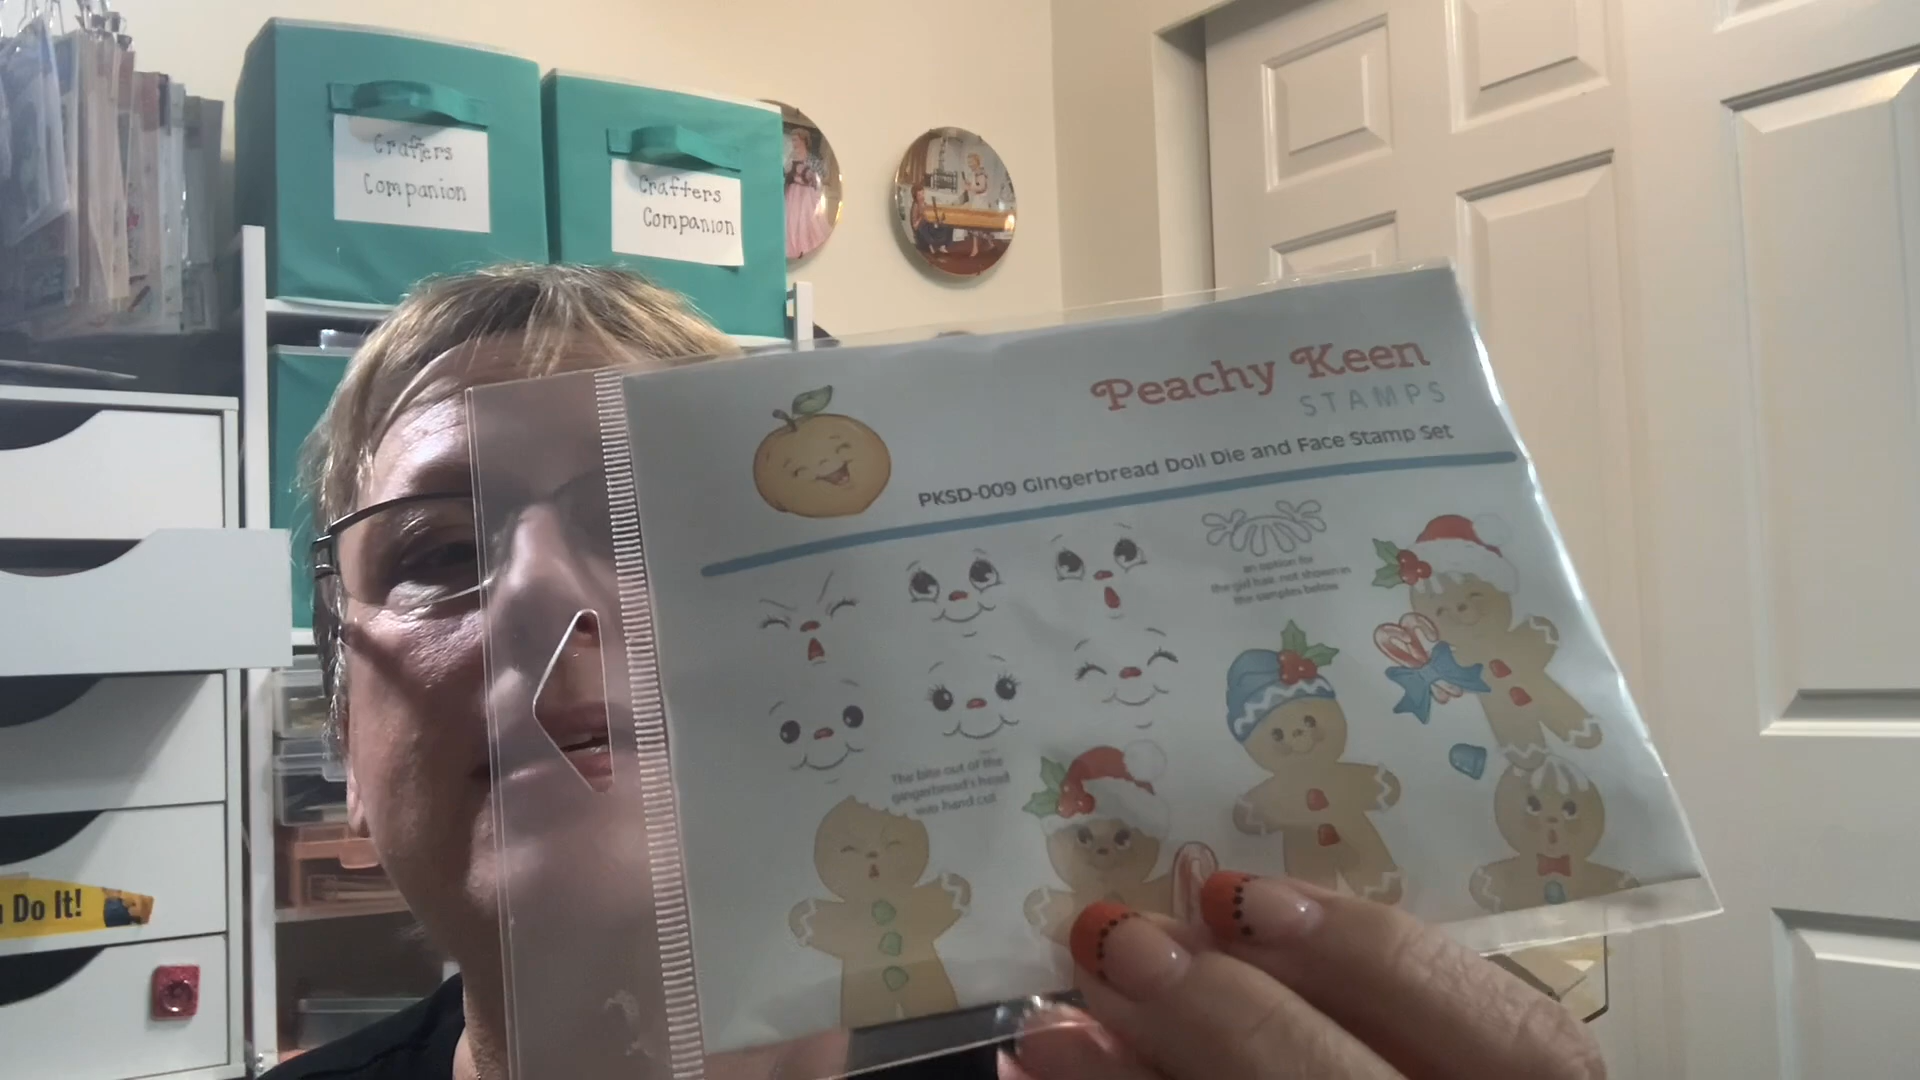 Crafters
Companion
Crafters
Companion
Peachy Keen
STAMPS
PKSD-009 Gingerbread Doll Die and Face Stamp Set
an option for
the girl hair, not shown in
the samples below
The bite out of the
gingerbread's head
was hand cut
Do It!